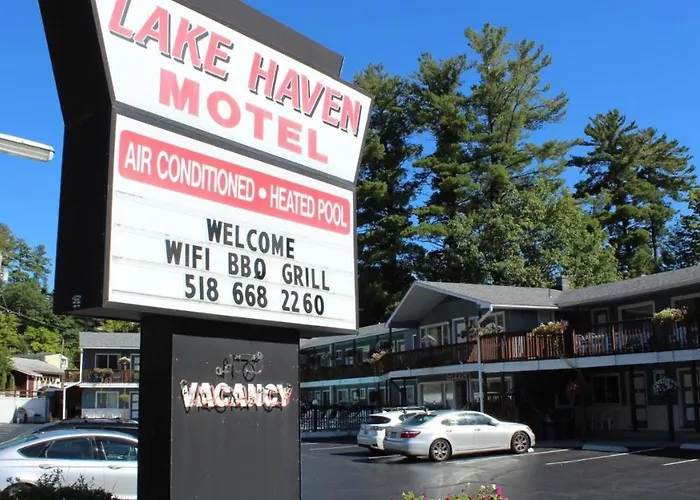 LAKE HAVEN
MOTEL
AIR CONDITIONED • HEATED POOL
WELCOME
WIFI BBQ GRILL
518 668 2260
VACANCY